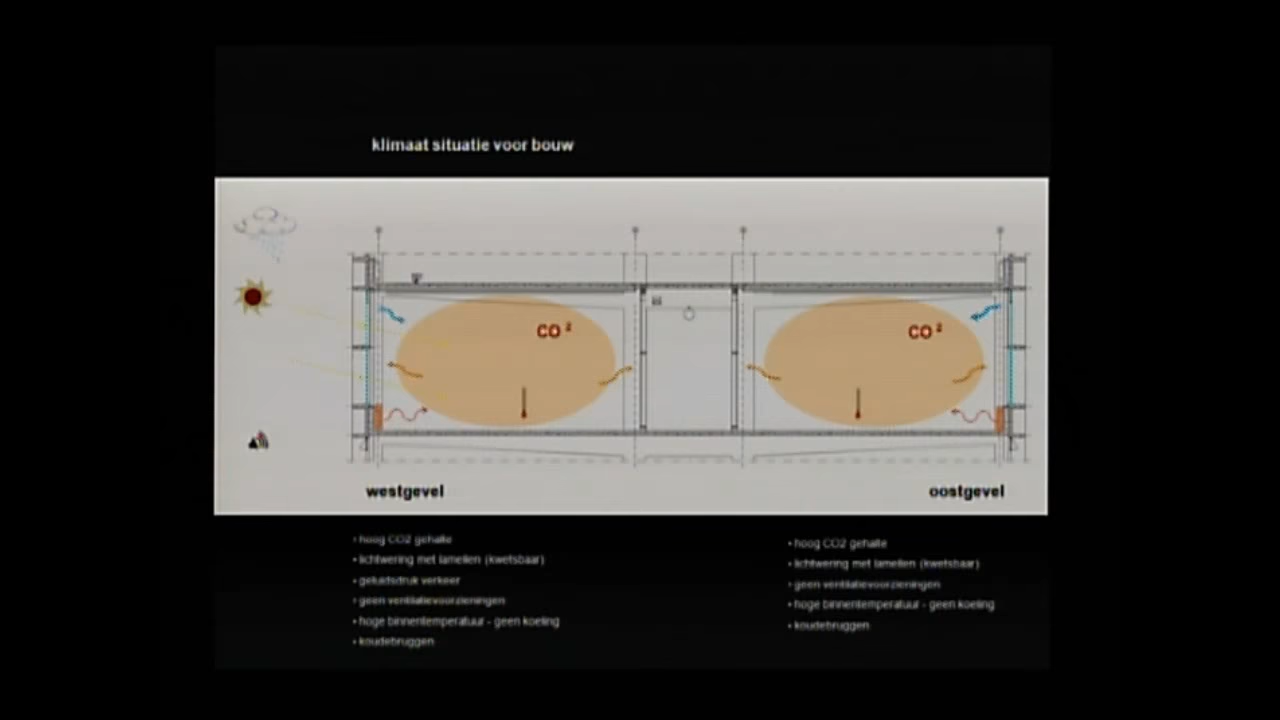 klimaat situatie voor bouw
CO²
CO²
westgevel
oostgevel
• hoog CO2 gehalte
• lichtwering met lamellen (kwetsbaar)
• geluidsdruk verkeer
• geen ventilatievoorzieningen
• hoge binnentemperatuur - geen koeling
• koudebruggen
• hoog CO2 gehalte
• lichtwering met lamellen (kwetsbaar)
• geen ventilatievoorzieningen
• hoge binnentemperatuur - geen koeling
• koudebruggen